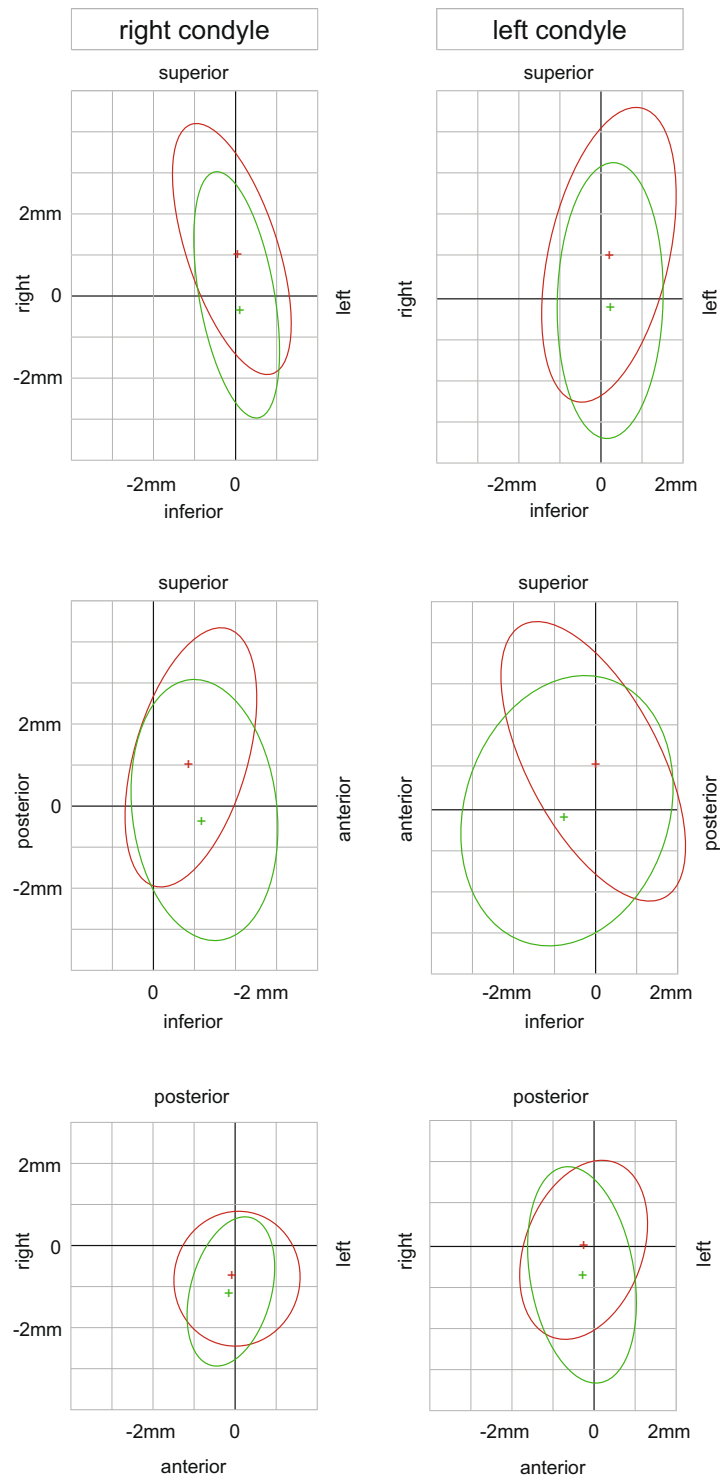 right condyle
left condyle
superior
superior
2mm
right
0
left
right
left
-2mm
-2mm
0
-2mm
0
2mm
inferior
inferior
superior
superior
2mm
posterior
0
anterior
anterior
posterior
-2mm
0
-2 mm
-2mm
0
2mm
inferior
inferior
posterior
posterior
2mm
right
0
left
right
left
-2mm
-2mm
0
-2mm
0
2mm
anterior
anterior